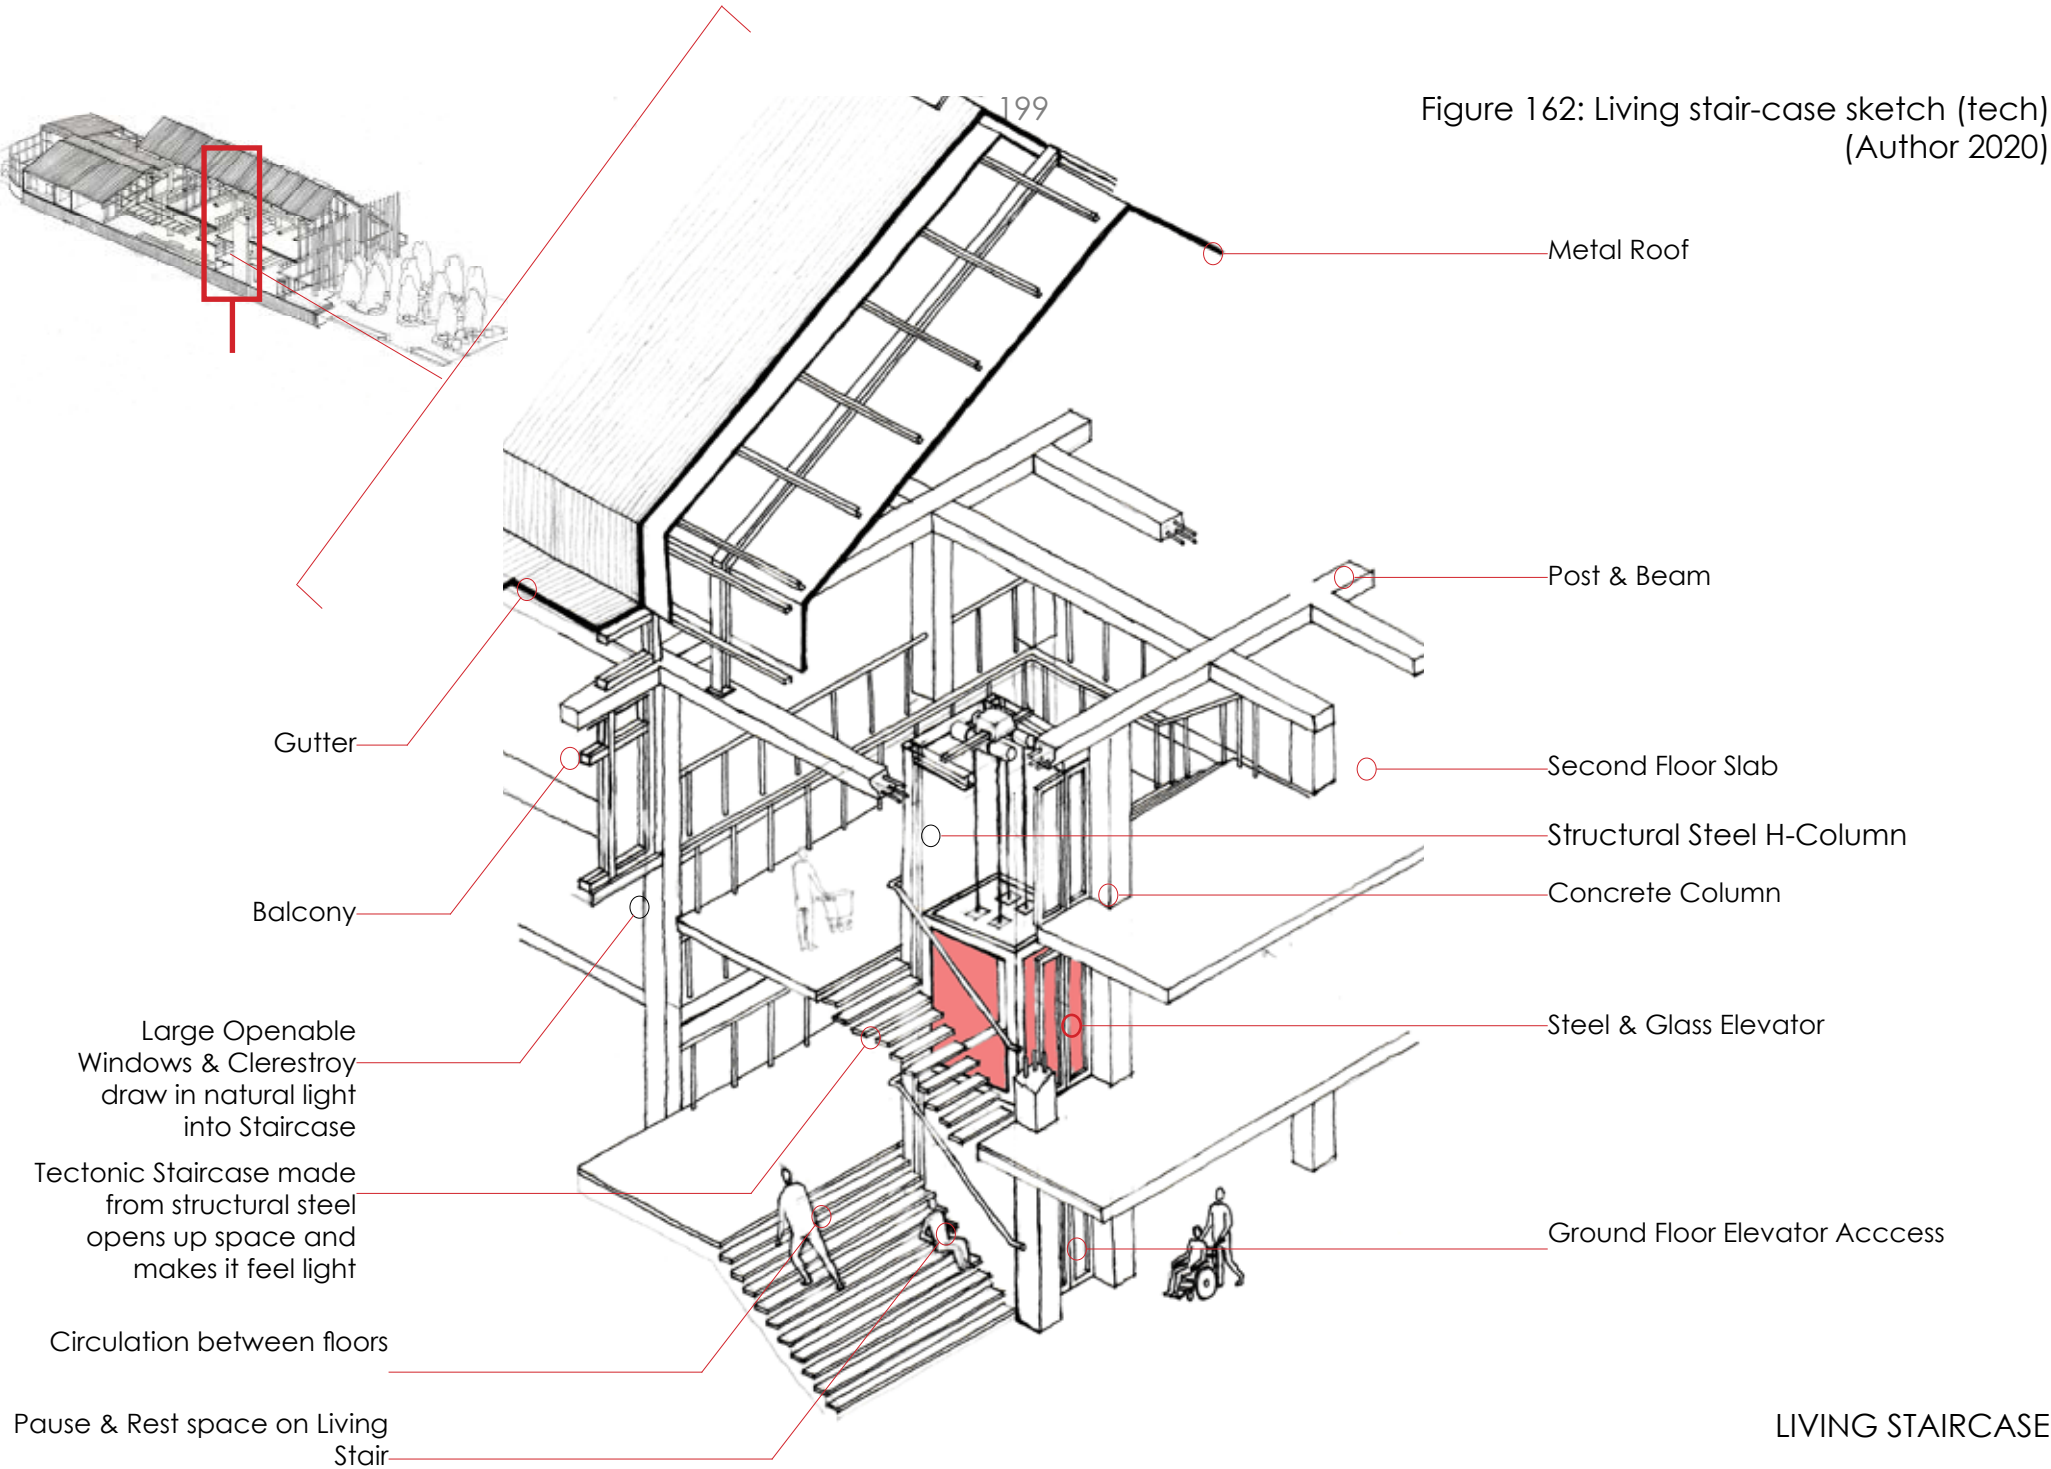 199
Figure 162: Living stair-case sketch (tech)
(Author 2020)
Metal Roof
Post & Beam
Gutter
Second Floor Slab
Structural Steel H-Column
Concrete Column
Balcony
Large Openable
Windows & Clerestroy
draw in natural light
into Staircase
Steel & Glass Elevator
Tectonic Staircase made
from structural steel
opens up space and
makes it feel light
Ground Floor Elevator Acccess
Circulation between floors
Pause & Rest space on Living
Stair
LIVING STAIRCASE